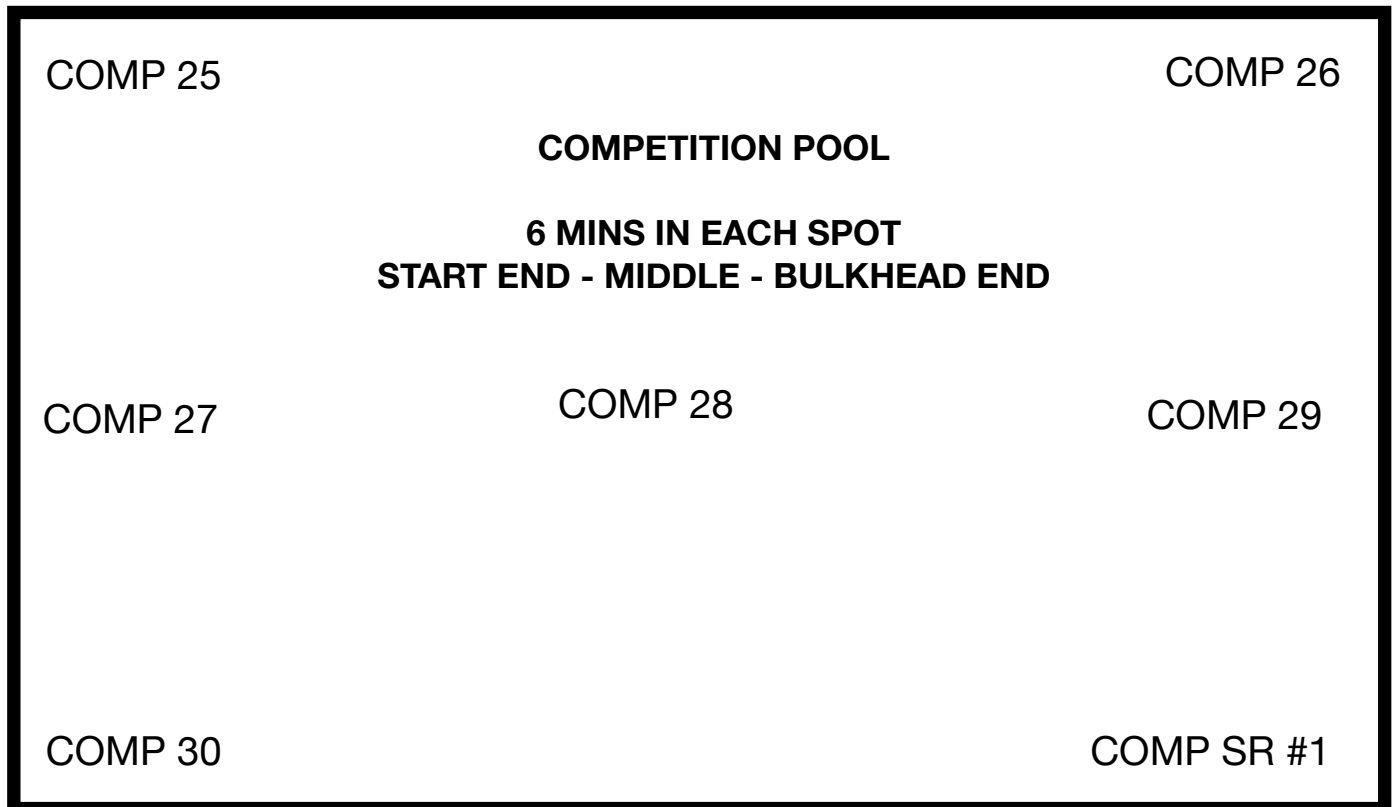 COMP 25
COMP 26
COMPETITION POOL
6 MINS IN EACH SPOT
START END - MIDDLE - BULKHEAD END
COMP 27
COMP 28
COMP 29
COMP 30
COMP SR #1